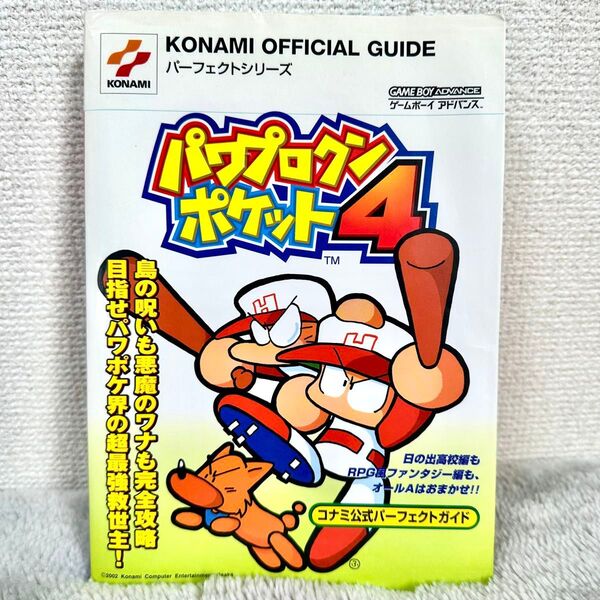 KONAMI
KONAMI OFFICIAL GUIDE
パーフェクトシリーズ
GAME BOY ADVANCE
ゲームボーイ アドバンス™
パワプロクン
ポケット4
TM
島の呪いも悪魔のワナも完全攻略
目指せパワポケ界の超最強救世主！
H
H
日の出高校編も
RPG風ファンタジー編も、
オールAはおまかせ!!
コナミ公式パーフェクトガイド
©2002 Konami Computer Entertainment Osaka
③